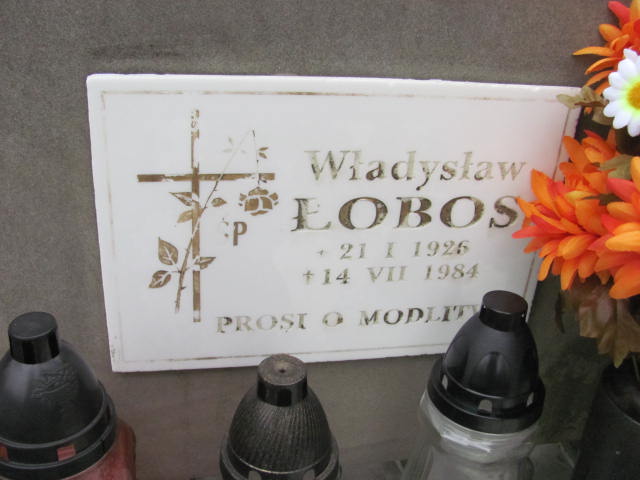 Ś P
Władysław
ŁOBOS
* 21 I 1926
+ 14 VII 1984
PROSI O MODLITW